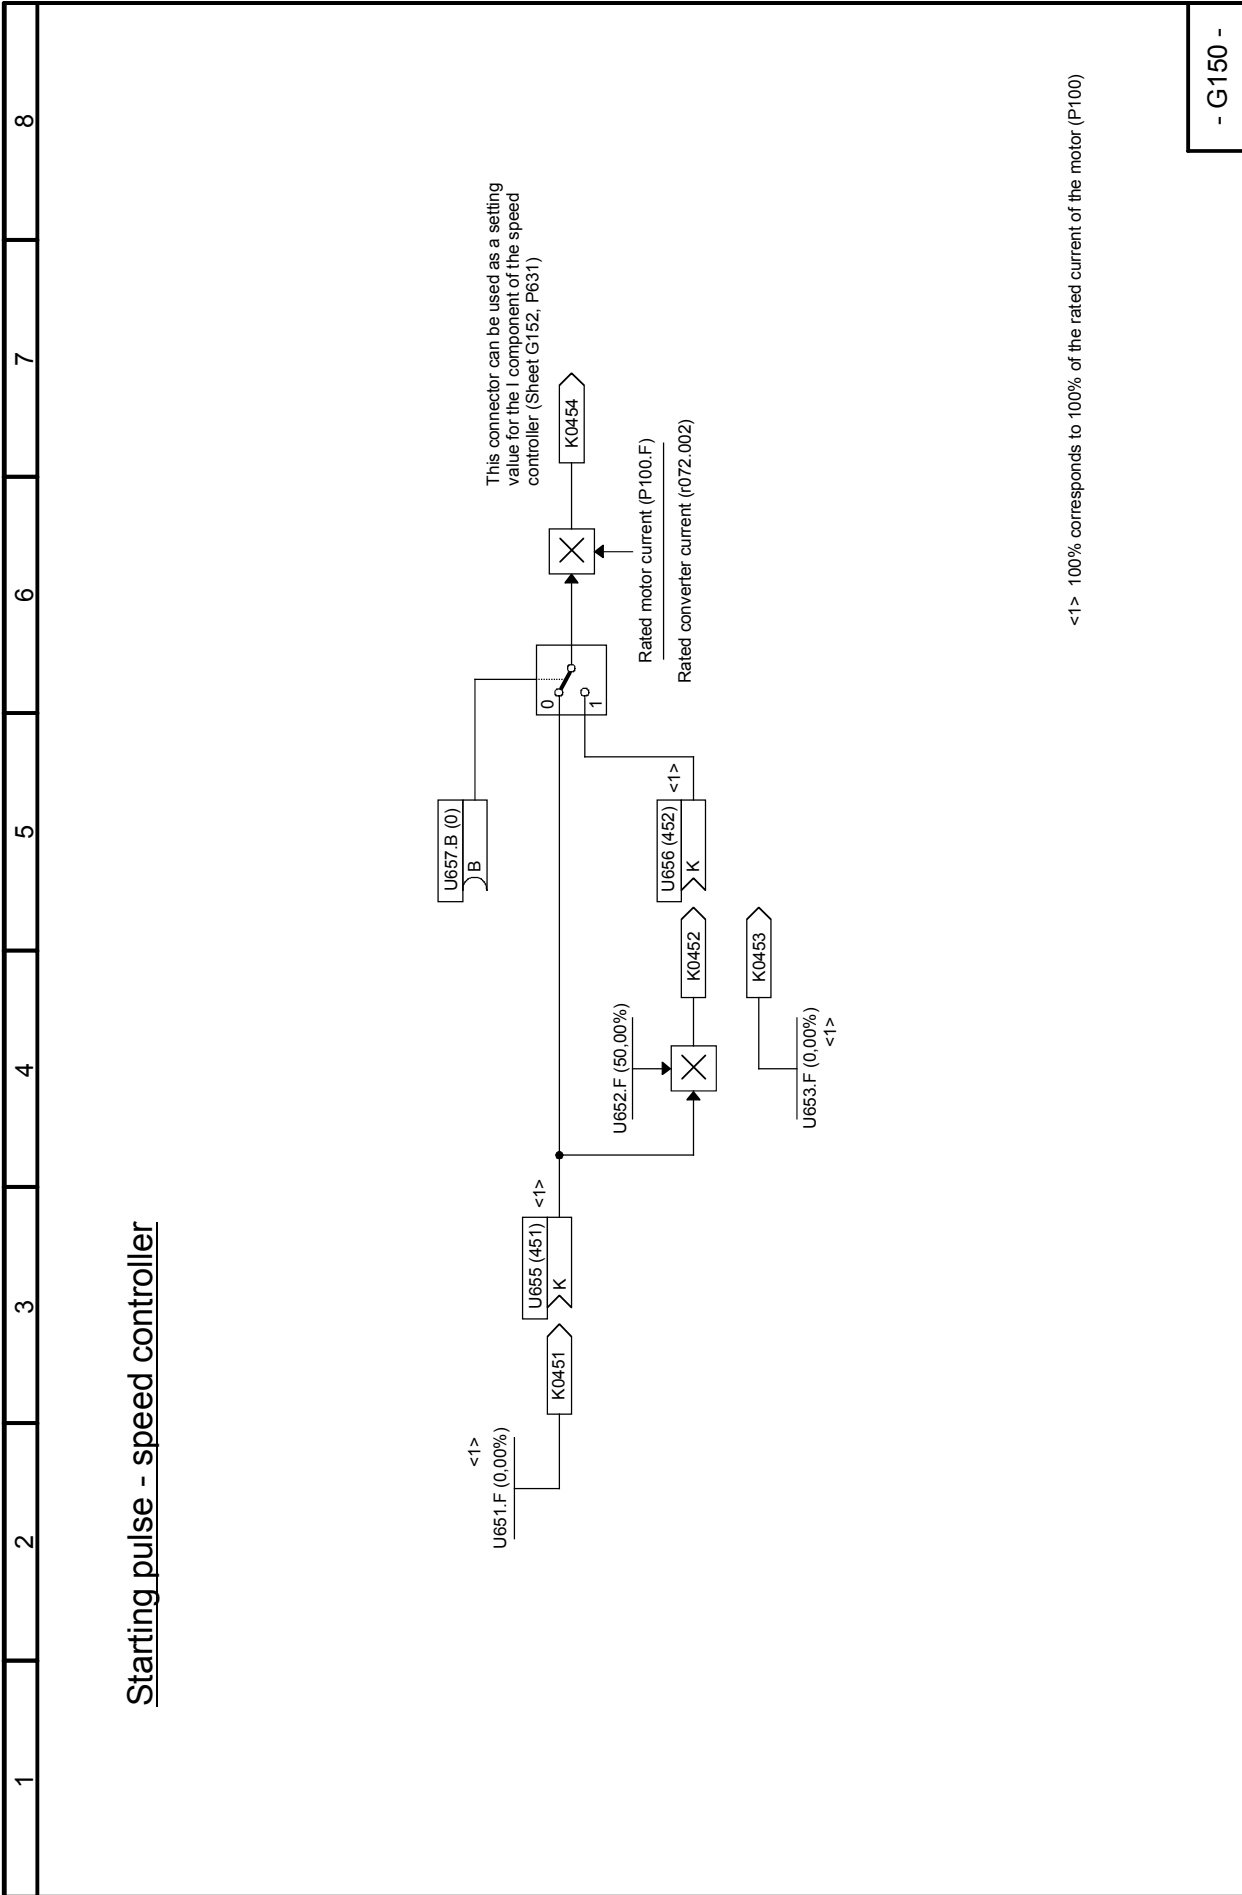 1
2
3
4
5
6
7
8
Starting pulse - speed controller
This connector can be used as a setting
value for the I component of the speed
controller (Sheet G152, P631)
U657.B (0)
B
<1>
U651.F (0,00%)
K0451
U655 (451)
<1>
K
0
1
K0454
U652.F (50,00%)
K0452
U656 (452)
<1>
K
Rated motor current (P100.F)
Rated converter current (r072.002)
K0453
U653.F (0,00%)
<1>
<1> 100% corresponds to 100% of the rated current of the motor (P100)
- G150 -